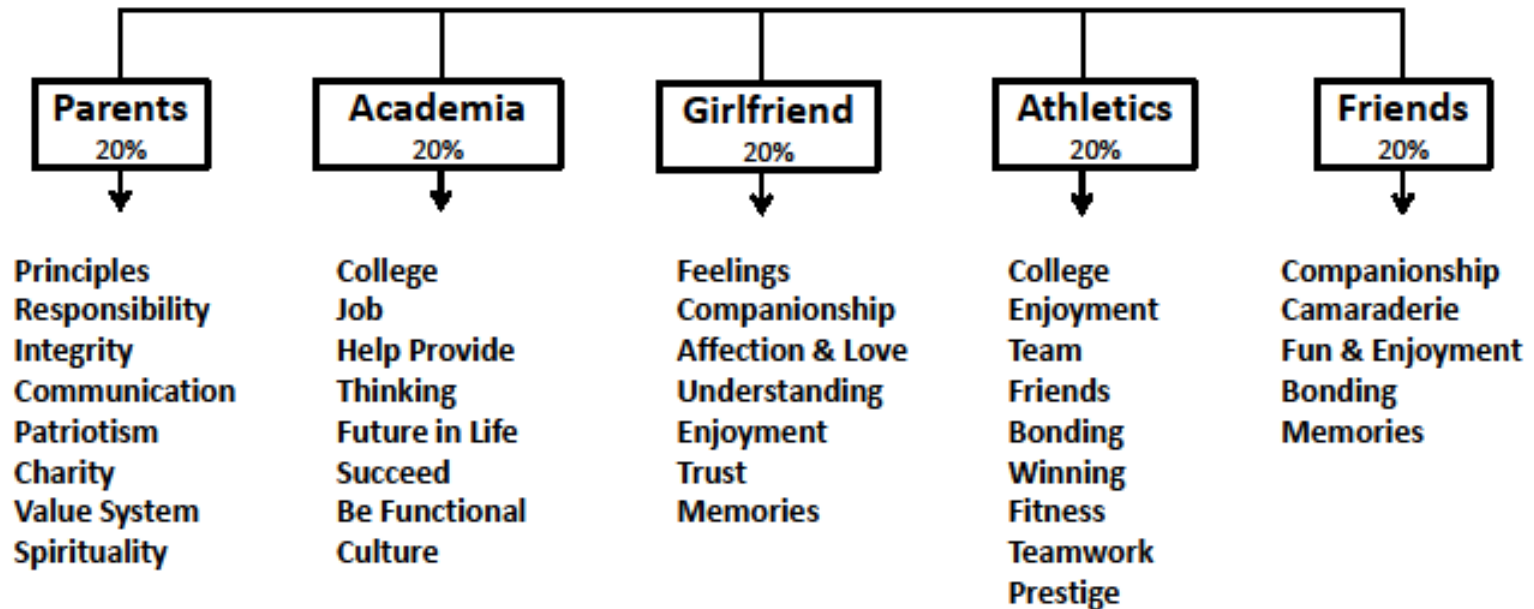 Parents
20%
Academia
20%
Girlfriend
20%
Athletics
20%
Friends
20%
Principles
Responsibility
Integrity
Communication
Patriotism
Charity
Value System
Spirituality
College
Job
Help Provide
Thinking
Future in Life
Succeed
Be Functional
Culture
Feelings
Companionship
Affection & Love
Understanding
Enjoyment
Trust
Memories
College
Enjoyment
Team
Friends
Bonding
Winning
Fitness
Teamwork
Prestige
Companionship
Camaraderie
Fun & Enjoyment
Bonding
Memories